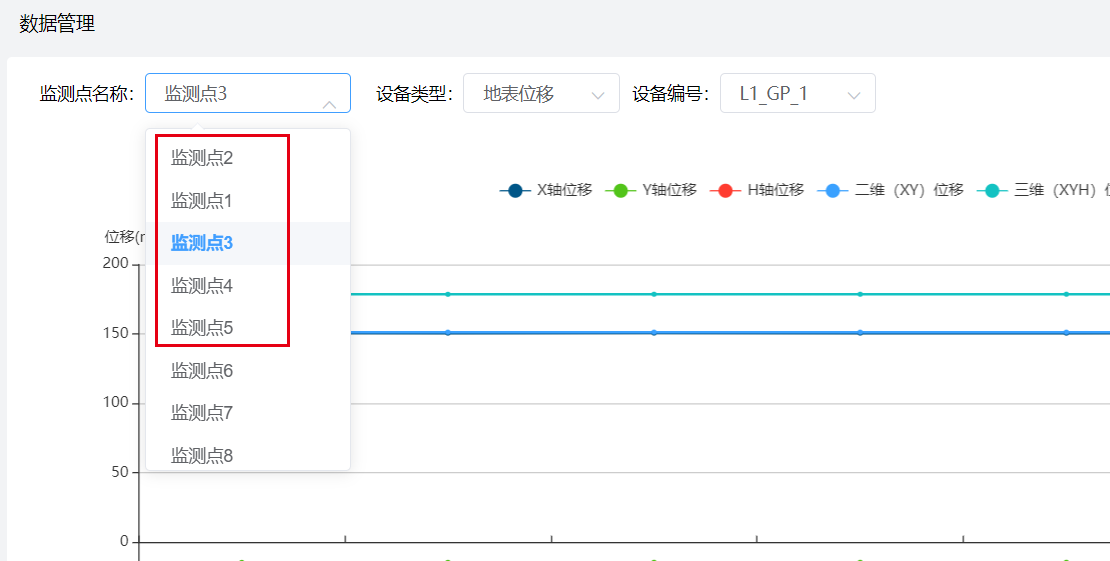 数据管理
监测点名称： 监测点3 设备类型： 地表位移 设备编号： L1_GP_1
监测点2
监测点1
监测点3
监测点4
监测点5
监测点6
监测点7
监测点8
X轴位移 Y轴位移 H轴位移 二维（XY）位移 三维（XYH）
位移(
200
150
100
50
0